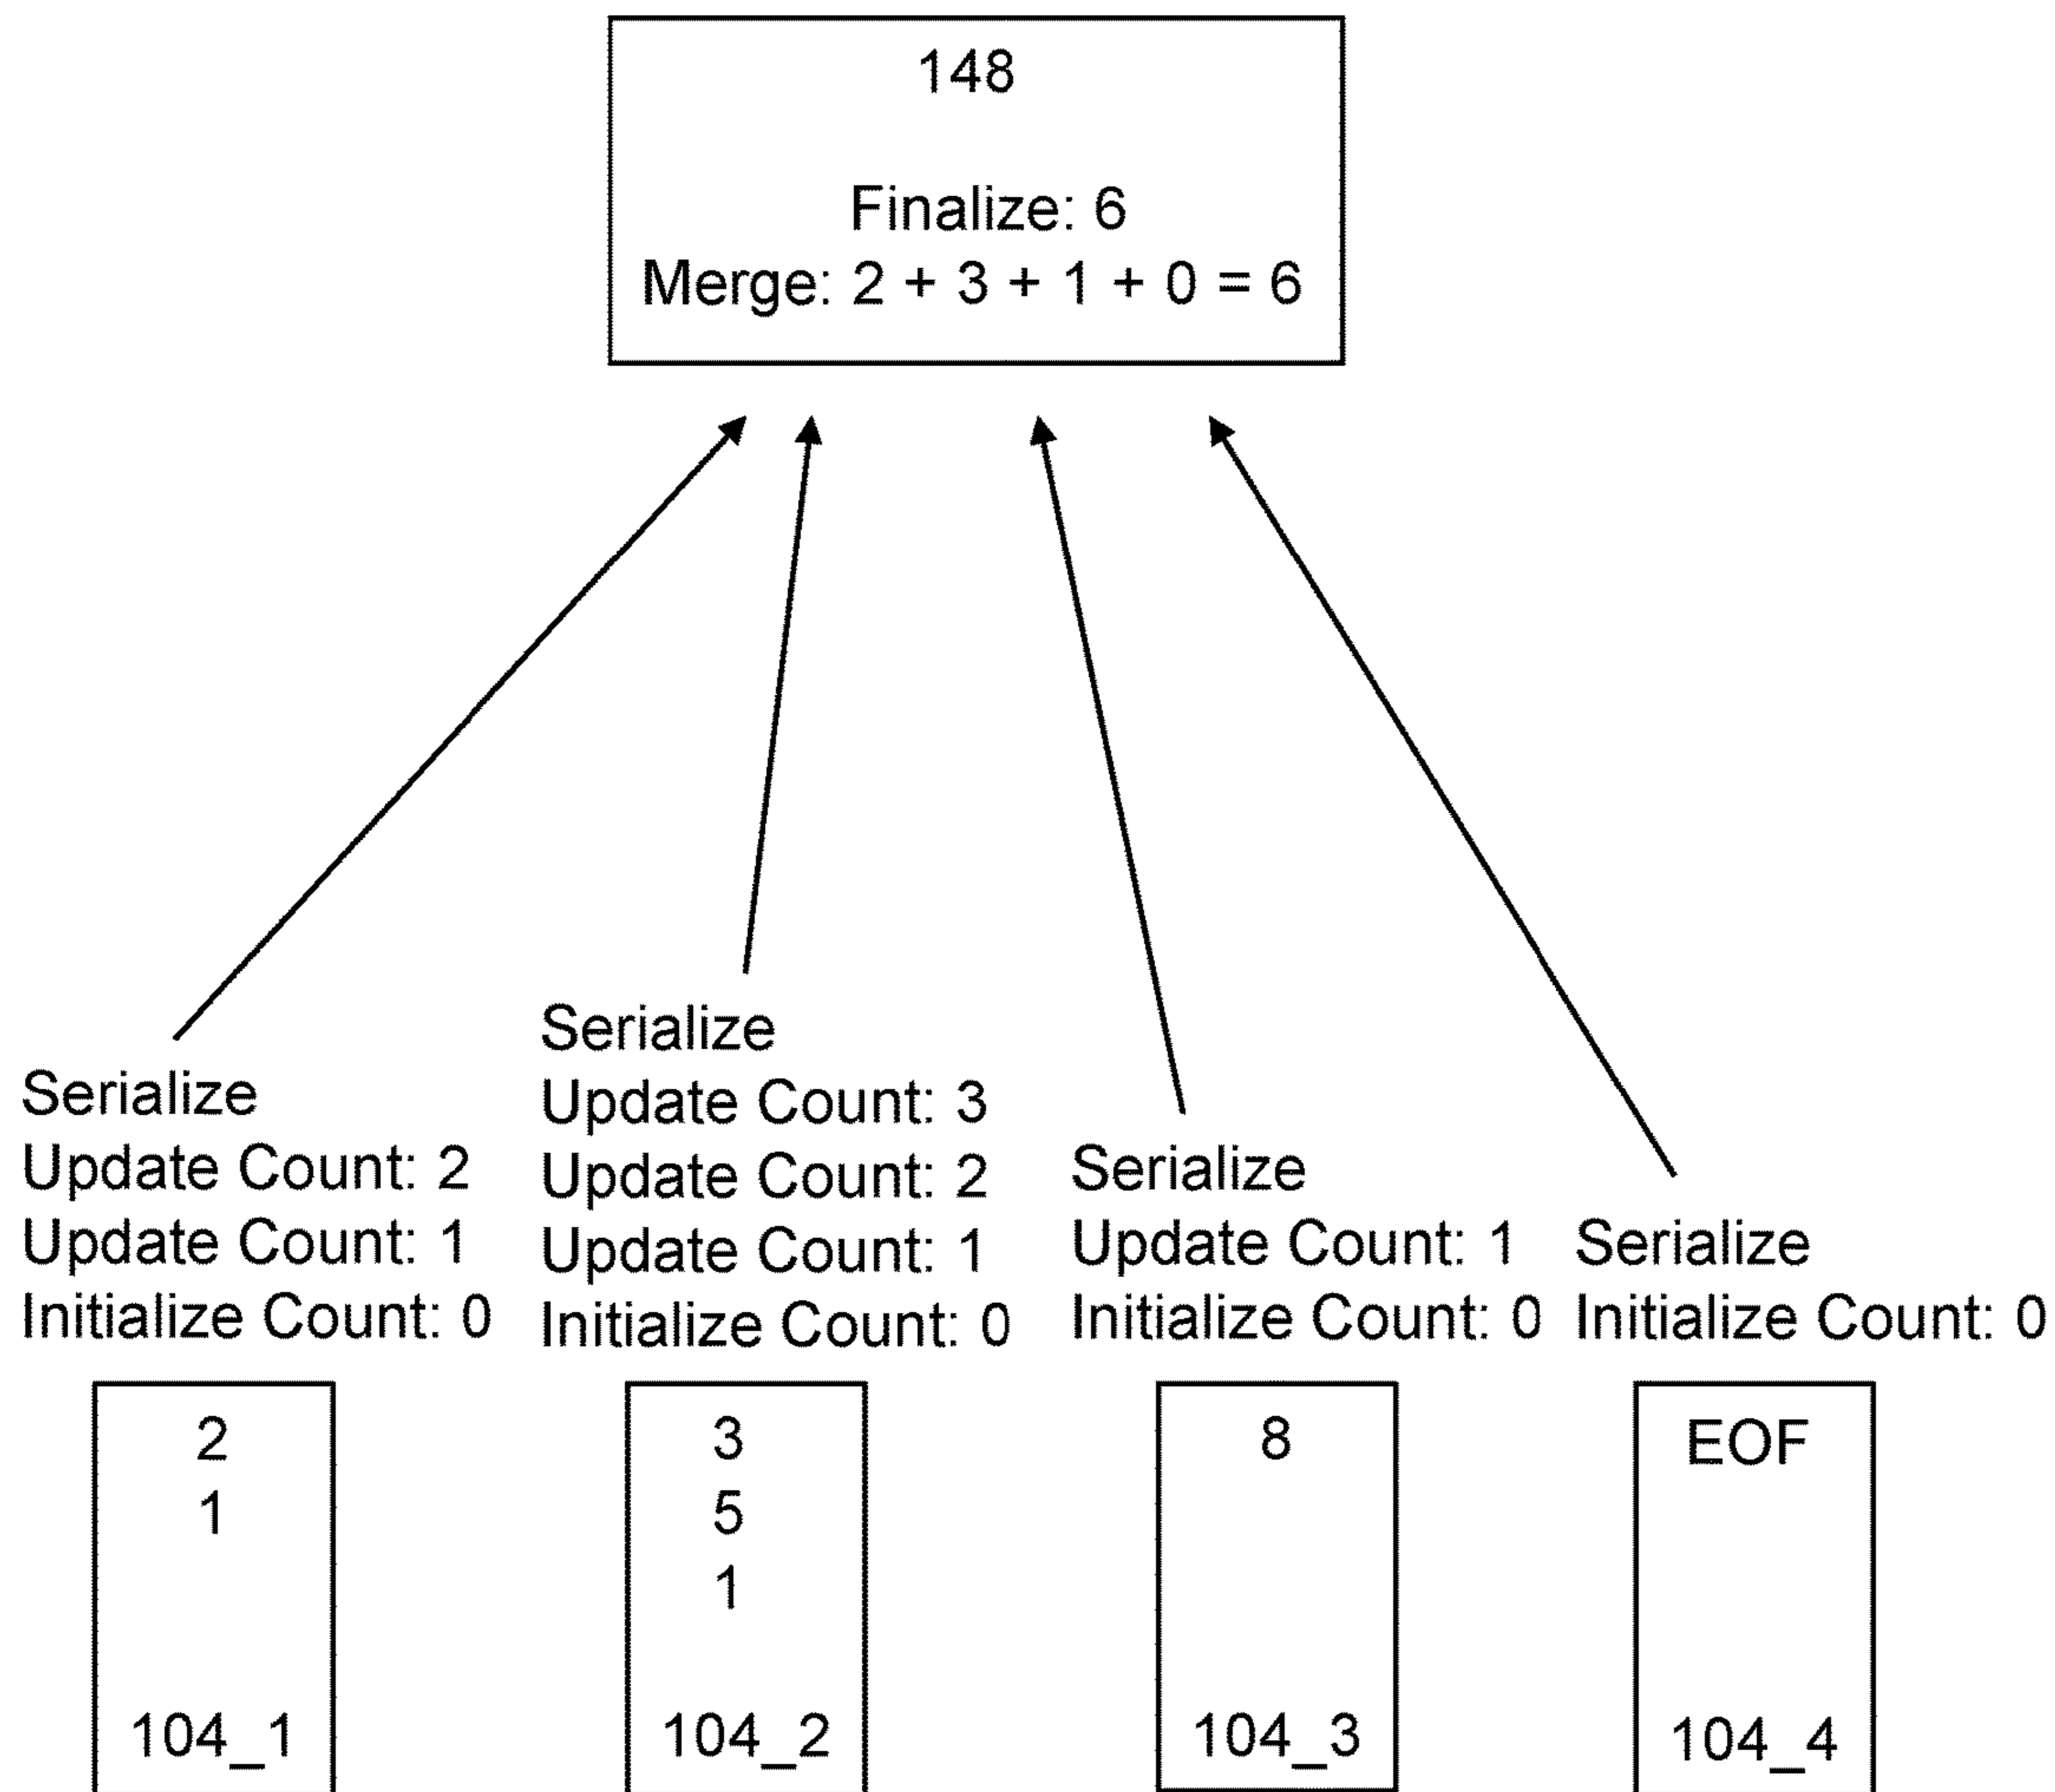 148
Finalize: 6
Merge: 2 + 3 + 1 + 0 = 6
Serialize
Update Count: 2
Update Count: 1
Initialize Count: 0
Serialize
Update Count: 3
Update Count: 2
Update Count: 1
Initialize Count: 0
Serialize
Update Count: 1
Initialize Count: 0
Serialize
Initialize Count: 0
2
1
104_1
3
5
1
104_2
8
104_3
EOF
104_4